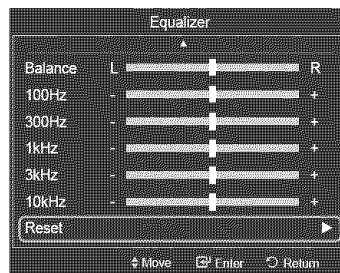 Equalizer
Balance L R
100Hz - +
300Hz - +
1kHz - +
3kHz - +
10kHz - +
Reset
Move Enter Return